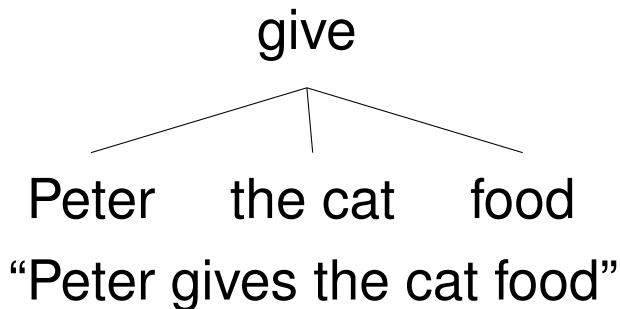 give
Peter the cat food
“Peter gives the cat food”